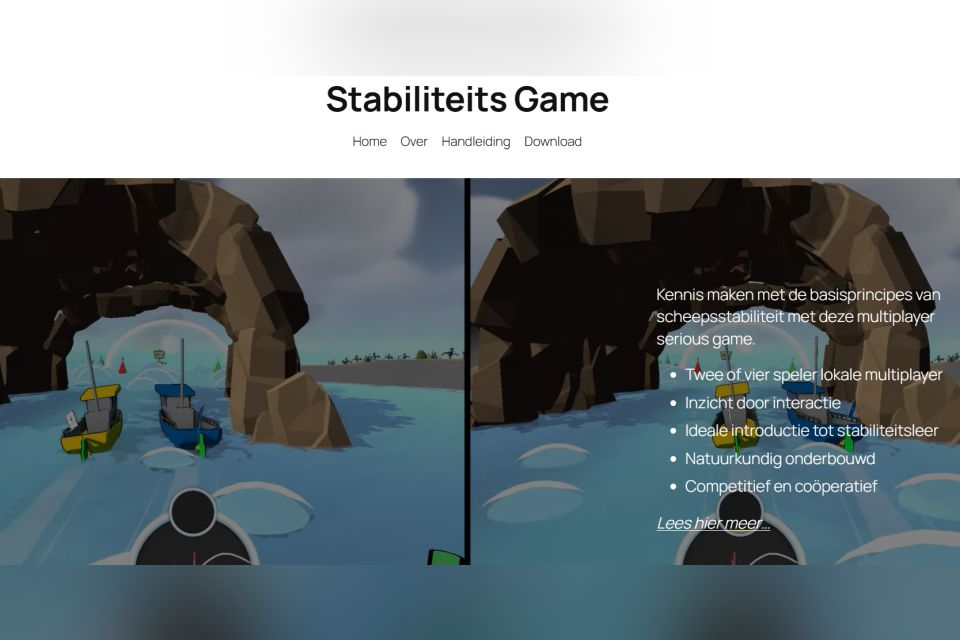 Stabiliteits Game
Home Over Handleiding Download
Kennis maken met de basisprincipes van
scheepsstabiliteit met deze multiplayer
serious game.
• Twee of vier speler lokale multiplayer
• Inzicht door interactie
• Ideale introductie tot stabiliteitsleer
• Natuurkundig onderbouwd
• Competitief en coöperatief
Lees hier meer...